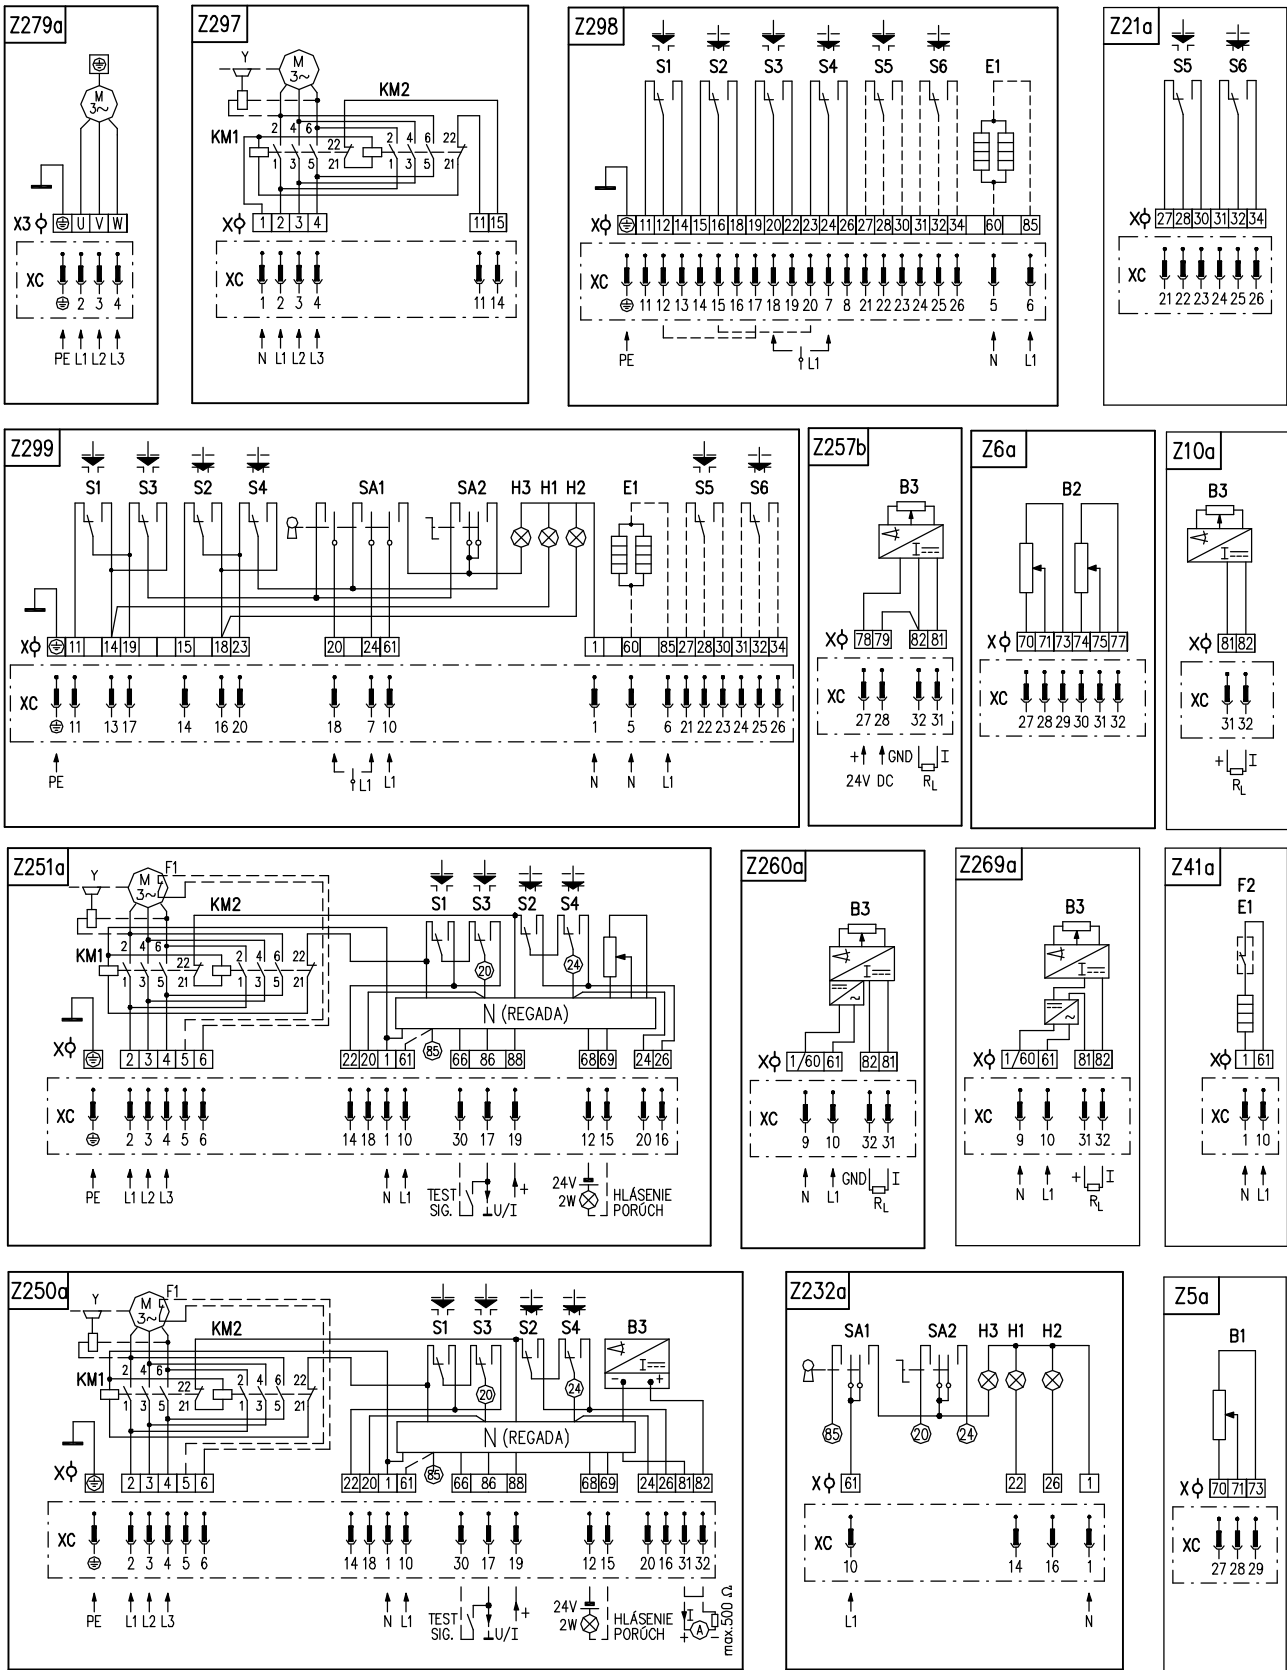 Z279a
M
3~
X3 U V W
XC
2 3 4
PE L1 L2 L3
Z297
Y M
3~
KM2
KM1 2 4 6 22 2 4 6 22
1 3 5 21 1 3 5 21
X 1 2 3 4 11 15
XC
1 2 3 4 11 14
N L1 L2 L3
Z298
S1 S2 S3 S4 S5 S6 E1
X 11 12 14 15 16 18 19 20 22 23 24 26 27 28 30 31 32 34 60 85
XC
11 12 13 14 15 16 17 18 19 20 7 8 21 22 23 24 25 26 5 6
PE L1 N L1
Z21a
S5 S6
X 27 28 30 31 32 34
XC
21 22 23 24 25 26
Z299
S1 S3 S2 S4 SA1 SA2 H3 H1 H2 E1 S5 S6
X 11 14 19 15 18 23 20 24 61 1 60 85 27 28 30 31 32 34
XC
11 13 17 14 16 20 18 7 10 1 5 6 21 22 23 24 25 26
PE L1 L1 N N L1
Z257b
B3
I
X 78 79 82 81
XC
27 28 32 31
+ GND I
24V DC RL
Z6a
B2
X 70 71 73 74 75 77
XC
27 28 29 30 31 32
Z10a
B3
I
X 81 82
XC
31 32
+ I
RL
Z251a
Y M
3~ F1
KM2
KM1 2 4 6 22 2 4 6 22
1 3 5 21 1 3 5 21
S1 S3 S2 S4
20 24
N (REGADA)
X 2 3 4 5 6 22 20 1 61 85 66 86 88 68 69 24 26
XC
2 3 4 5 6 14 18 1 10 30 17 19 12 15 20 16
PE L1 L2 L3 N L1 TEST
SIG. U/I + 24V
2W HLÁSENIE
PORÚCH
Z260a
B3
I
X 1/60 61 82 81
XC
9 10 32 31
N L1 GND I
RL
Z269a
B3
I
~
X 1/60 61 81 82
XC
9 10 31 32
N L1 + I
RL
Z41a
F2
E1
X 1 61
XC
1 10
N L1
Z250a
Y M
3~ F1
KM2
KM1 2 4 6 22 2 4 6 22
1 3 5 21 1 3 5 21
S1 S3 S2 S4 B3
I
- +
20 24
N (REGADA)
X 2 3 4 5 6 22 20 1 61 85 66 86 88 68 69 24 26 81 82
XC
2 3 4 5 6 14 18 1 10 30 17 19 12 15 20 16 31 32
PE L1 L2 L3 N L1 TEST
SIG. U/I + 24V
2W HLÁSENIE
PORÚCH
I
+ A -
max.500 Ω
Z232a
SA1 SA2 H3 H1 H2
85 20 24
X 61 22 26 1
XC
10 14 16 1
L1 N
Z5a
B1
X 70 71 73
XC
27 28 29